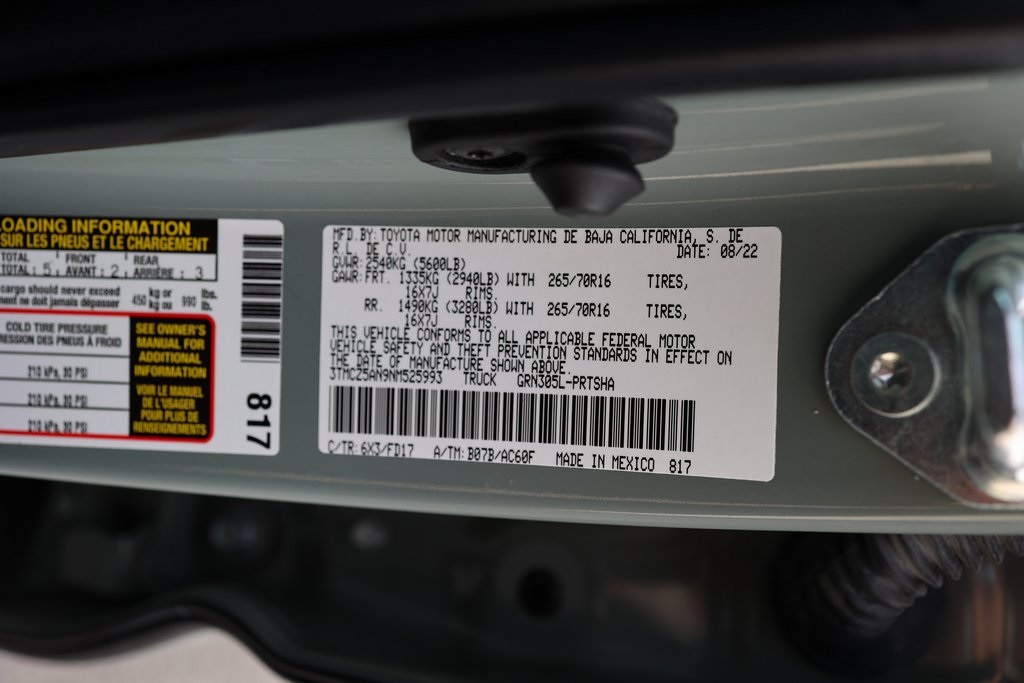 LOADING INFORMATION
SUR LES PNEUS ET LE CHARGEMENT
TOTAL FRONT REAR
TOTAL: 5 AVANT: 2 ARRIÈRE: 3
cargo should never exceed 450 kg or 990 lbs.
ne doit jamais dépasser kg ou lb.
COLD TIRE PRESSURE
DES PNEUS À FROID
210 kPa, 30 PSI
210 kPa, 30 PSI
210 kPa, 30 PSI
SEE OWNER'S
MANUAL FOR
ADDITIONAL
INFORMATION
VOIR LE MANUEL
DE L'USAGER
POUR PLUS DE
RENSEIGNEMENTS
817
MFD. BY: TOYOTA MOTOR MANUFACTURING DE BAJA CALIFORNIA, S. DE
R. L. DE C.V. DATE: 08/22
GVWR: 2540KG (5600LB)
GAWR: FRT. 1335KG (2940LB) WITH 265/70R16 TIRES,
16X7J RIMS.
RR. 1490KG (3280LB) WITH 265/70R16 TIRES,
16X7J RIMS.
THIS VEHICLE CONFORMS TO ALL APPLICABLE FEDERAL MOTOR
VEHICLE SAFETY AND THEFT PREVENTION STANDARDS IN EFFECT ON
THE DATE OF MANUFACTURE SHOWN ABOVE.
3TMCZ5AN9NM525993 TRUCK GRN305L-PRTSHA
C/TR: 6X3/FD17 A/TM: B07B/AC60F MADE IN MEXICO 817